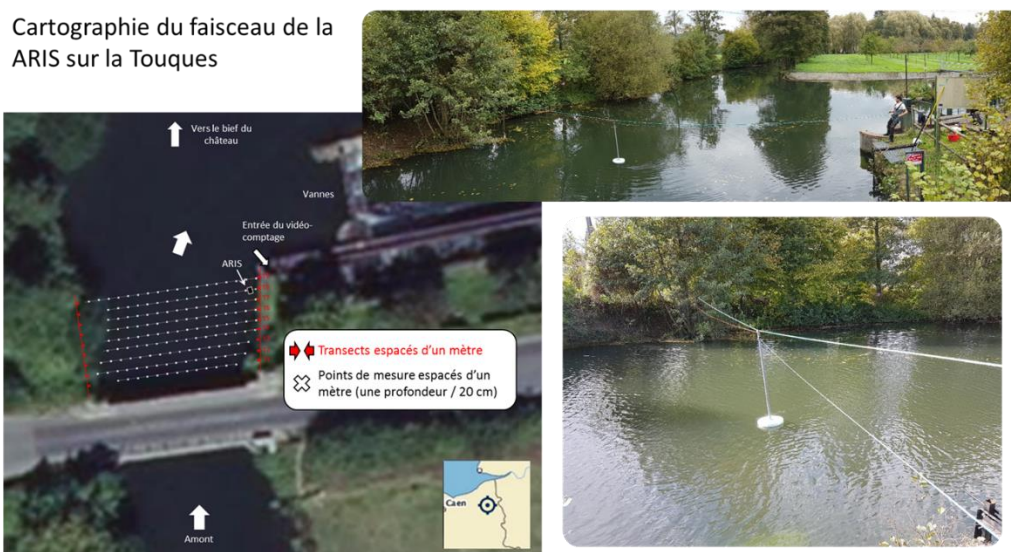 Cartographie du faisceau de la
ARIS sur la Touques
Vers le bief du
château
Vannes
Entrée du vidéo-
comptage
ARIS
Transects espacés d’un mètre
Points de mesure espacés d’un
mètre (une profondeur / 20 cm)
Caen
Amont